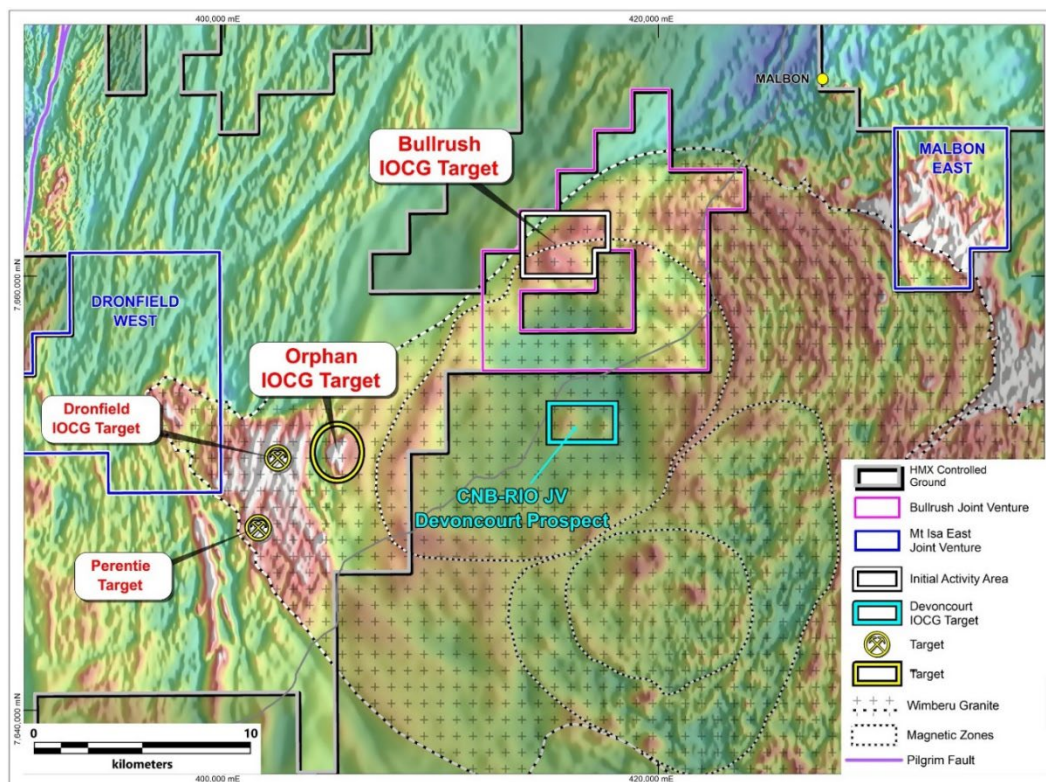 400,000 mE
420,000 mE
MALBON
Bullrush
IOCG Target
MALBON
EAST
7,660,000 mN
DRONFIELD
WEST
Orphan
IOCG Target
Dronfield
IOCG Target
CNB-RIO JV
Devoncourt Prospect
Perentie
Target
HMX Controlled
Ground
Bullrush Joint Venture
Mt Isa East
Joint Venture
Initial Activity Area
Devoncourt
IOCG Target
Target
Target
Wimberu Granite
Magnetic Zones
Pilgrim Fault
7,640,000 mN
0
10
kilometers
400,000 mE
420,000 mE